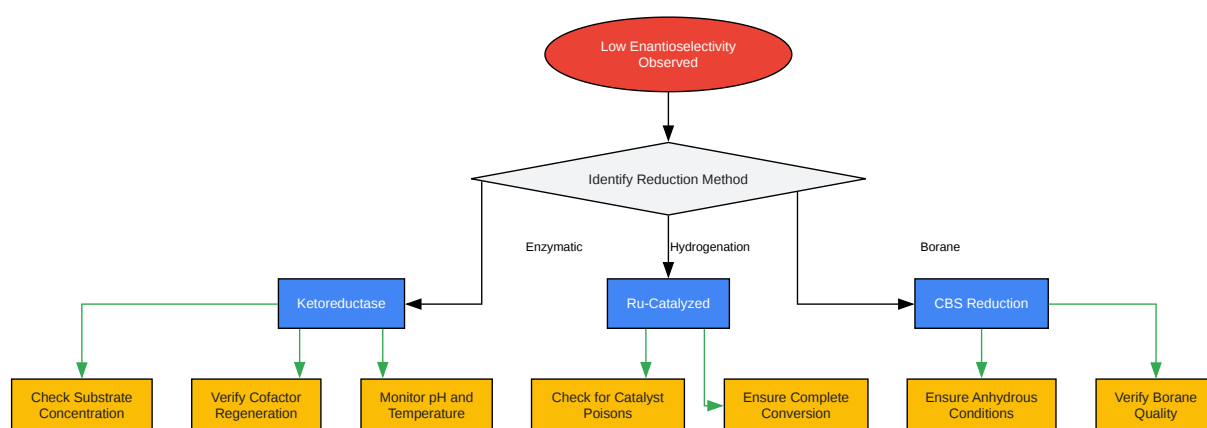 Low Enantioselectivity
Observed
Identify Reduction Method
Enzymatic
Hydrogenation
Borane
Ketoreductase
Ru-Catalyzed
CBS Reduction
Check Substrate
Concentration
Verify Cofactor
Regeneration
Monitor pH and
Temperature
Check for Catalyst
Poisons
Ensure Complete
Conversion
Ensure Anhydrous
Conditions
Verify Borane
Quality